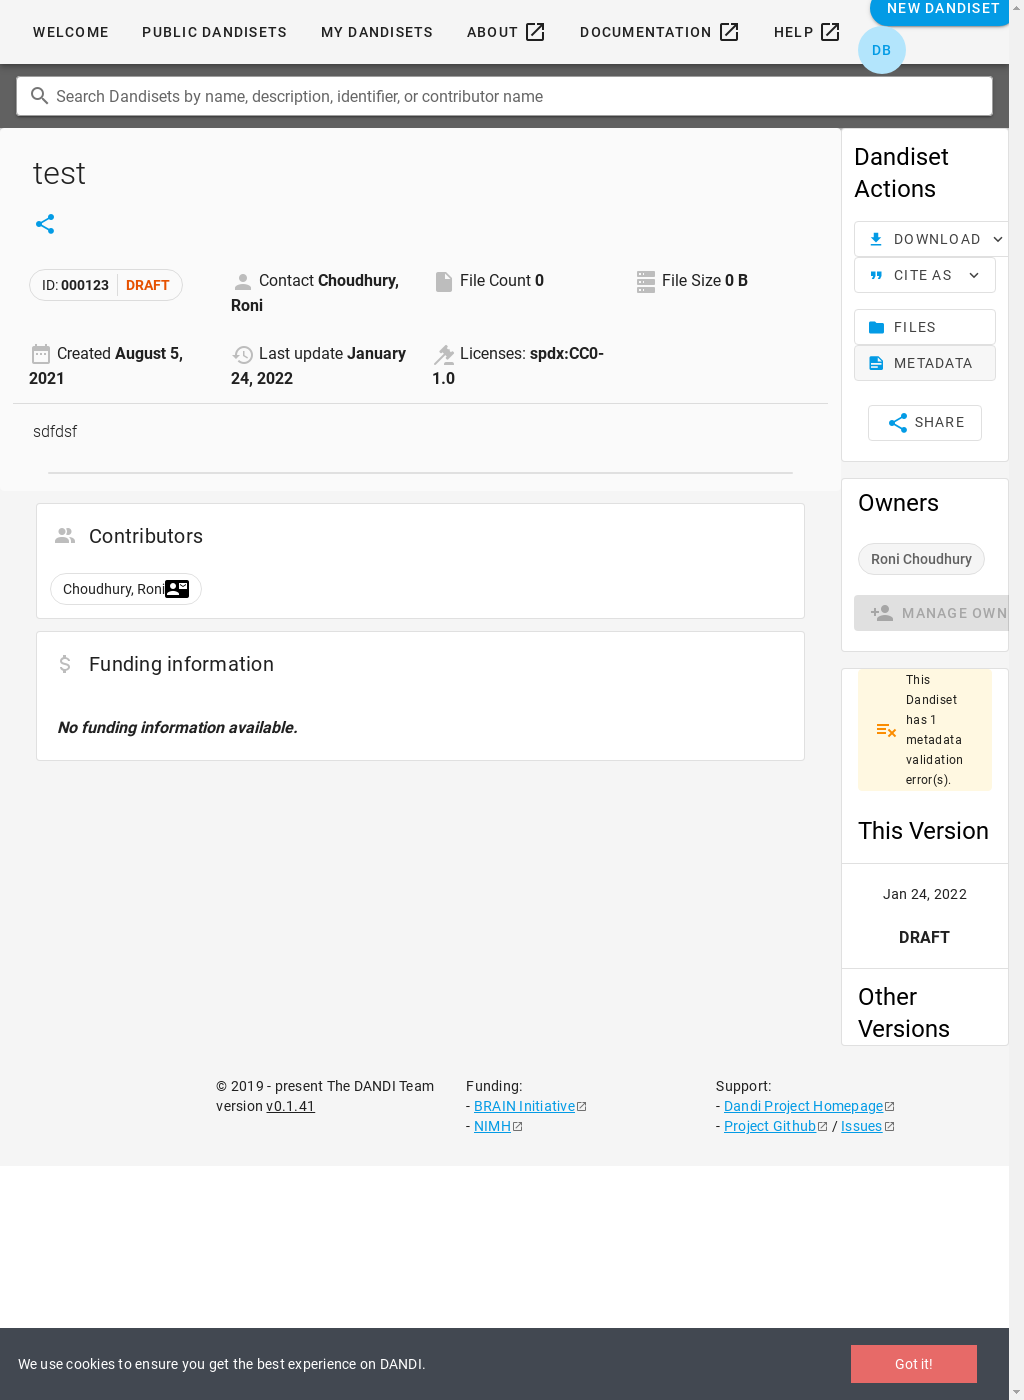 WELCOME
PUBLIC DANDISETS
MY DANDISETS
ABOUT
DOCUMENTATION
HELP
NEW DANDISET
DB
Search Dandisets by name, description, identifier, or contributor name
test
ID: 000123 DRAFT
Contact Choudhury,
Roni
File Count 0
File Size 0 B
Created August 5,
2021
Last update January
24, 2022
Licenses: spdx:CC0-
1.0
sdfdsf
Contributors
Choudhury, Roni
Funding information
No funding information available.
Dandiset
Actions
DOWNLOAD
CITE AS
FILES
METADATA
SHARE
Owners
Roni Choudhury
MANAGE OWN
This
Dandiset
has 1
metadata
validation
error(s).
This Version
Jan 24, 2022
DRAFT
Other
Versions
© 2019 - present The DANDI Team
version v0.1.41
Funding:
- BRAIN Initiative
- NIMH
Support:
- Dandi Project Homepage
- Project Github / Issues
We use cookies to ensure you get the best experience on DANDI.
Got it!